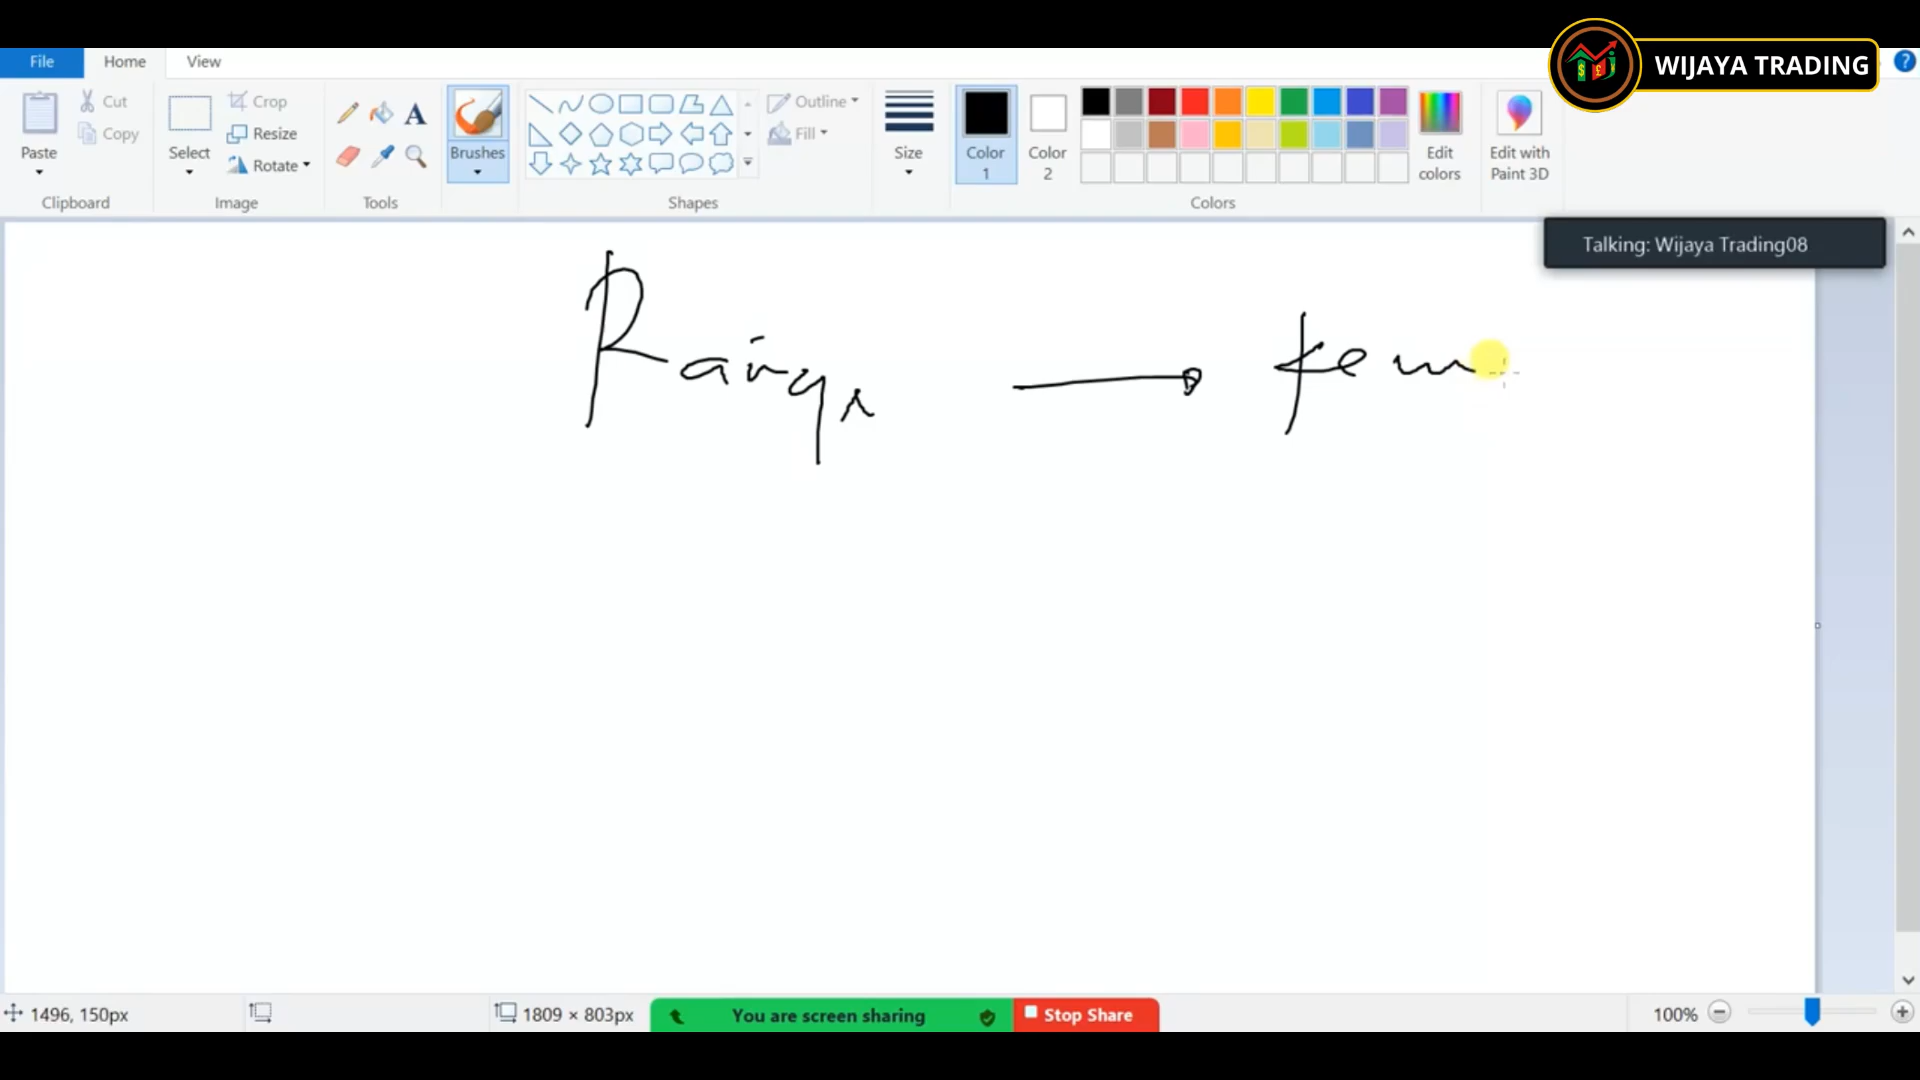 WIJAYA TRADING
File Home View
Cut
Copy
Paste
Clipboard
Crop
Resize
Rotate
Select
Image
A
Tools
Brushes
Outline
Fill
Shapes
Size
Color
1
Color
2
Edit
colors
Edit with
Paint 3D
Colors
?
Talking: Wijaya Trading08
1496, 150px
1809 × 803px
You are screen sharing
Stop Share
100%